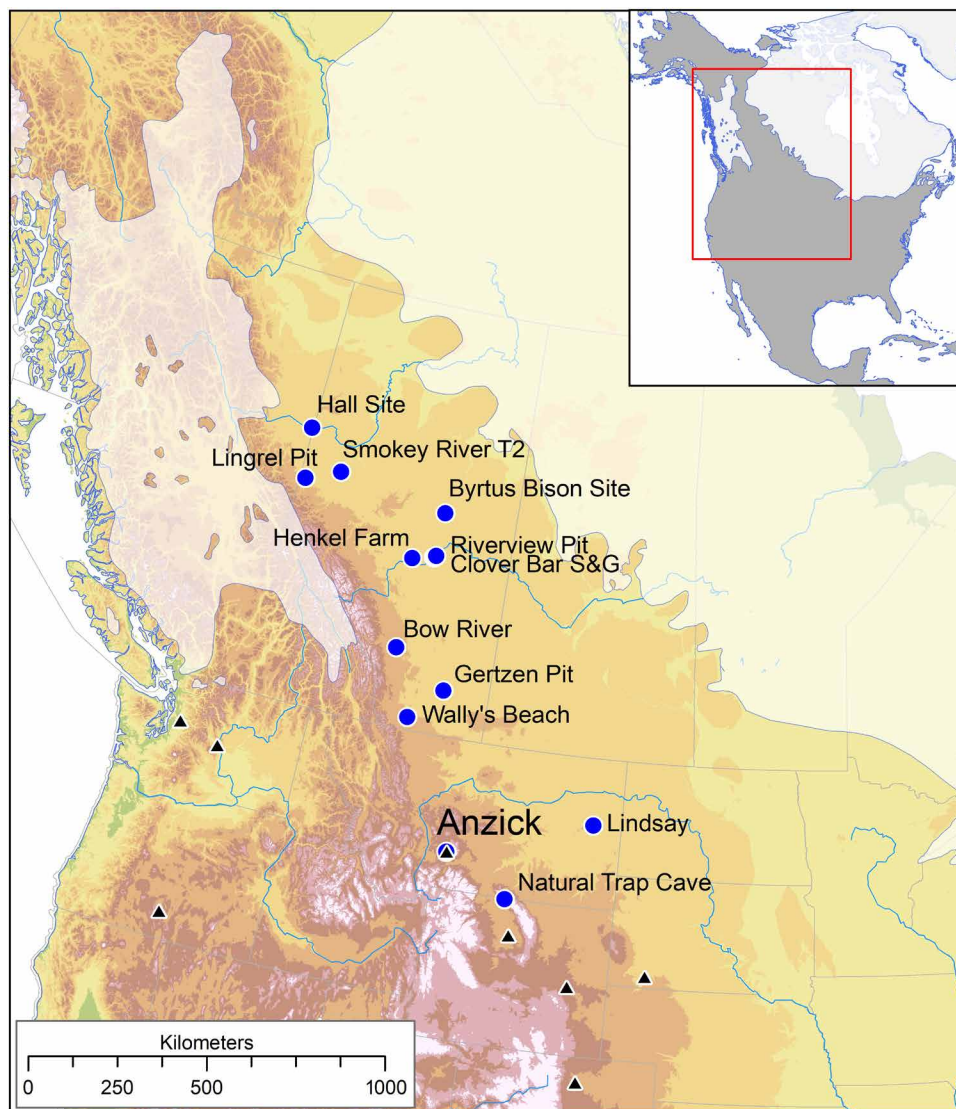 Hall Site
Lingrel Pit
Smokey River T2
Byrtus Bison Site
Henkel Farm
Riverview Pit
Clover Bar S&G
Bow River
Gertzen Pit
Wally's Beach
Anzick
Lindsay
Natural Trap Cave
Kilometers
0 250 500 1000